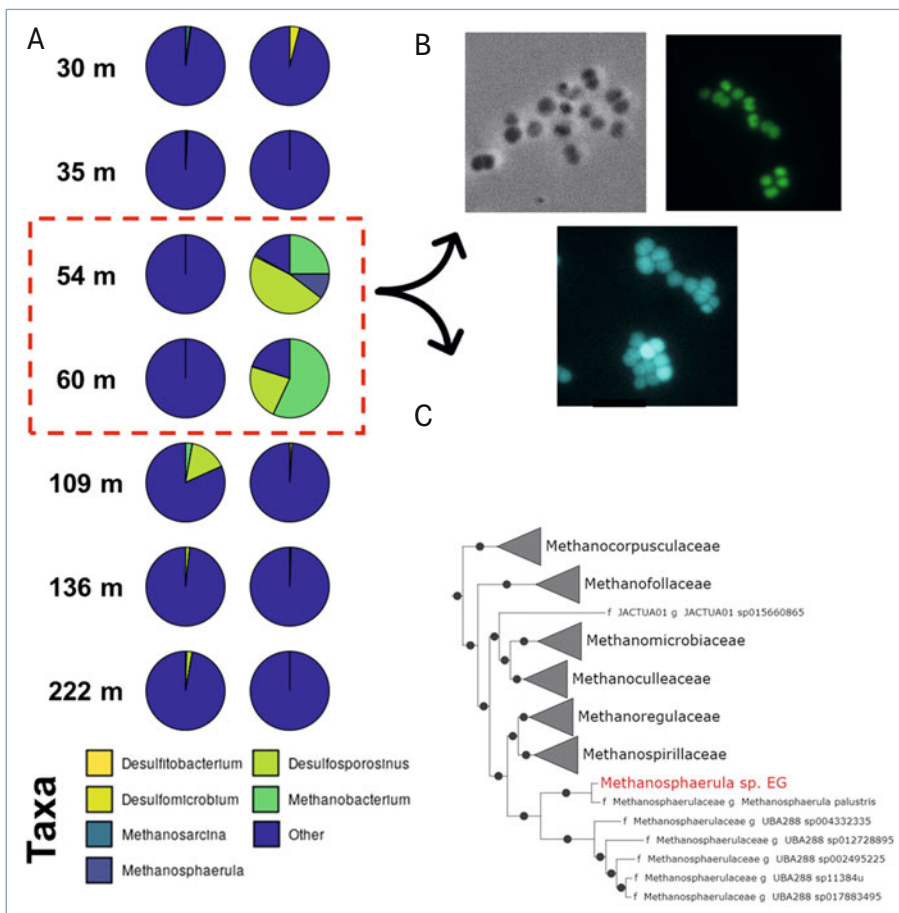 A
30 m
35 m
54 m
60 m
109 m
136 m
222 m
Taxa
Desulfitobacterium
Desulfomicrobium
Methanosarcina
Methanosphaerula
Desulfosporosinus
Methanobacterium
Other
B
C
Methanocorpusculaceae
Methanofollaceae
f JACTUA01 g JACTUA01 sp015660865
Methanomicrobiaceae
Methanoculleaceae
Methanoregulaceae
Methanospirillaceae
Methanosphaerula sp. EG
f Methanosphaerulaceae g Methanosphaerula palustris
f Methanosphaerulaceae g UBA288 sp004332335
f Methanosphaerulaceae g UBA288 sp012728895
f Methanosphaerulaceae g UBA288 sp002495225
f Methanosphaerulaceae g UBA288 sp11384u
f Methanosphaerulaceae g UBA288 sp017883495